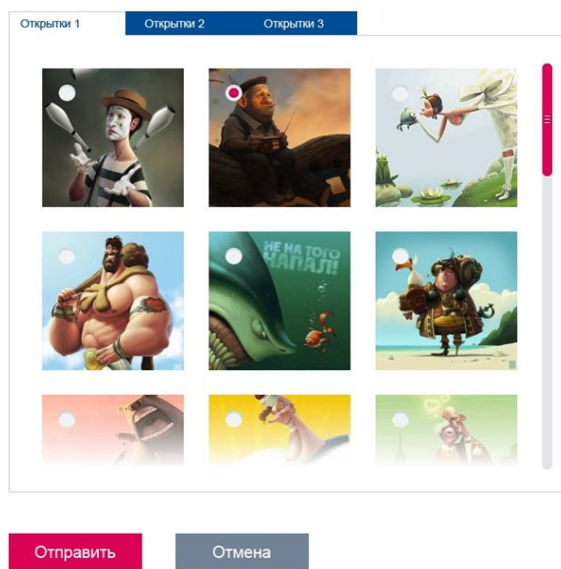 Открытки 1
Открытки 2
Открытки 3
НЕ НА ТОГО
НАПАЛ!
Отправить
Отмена